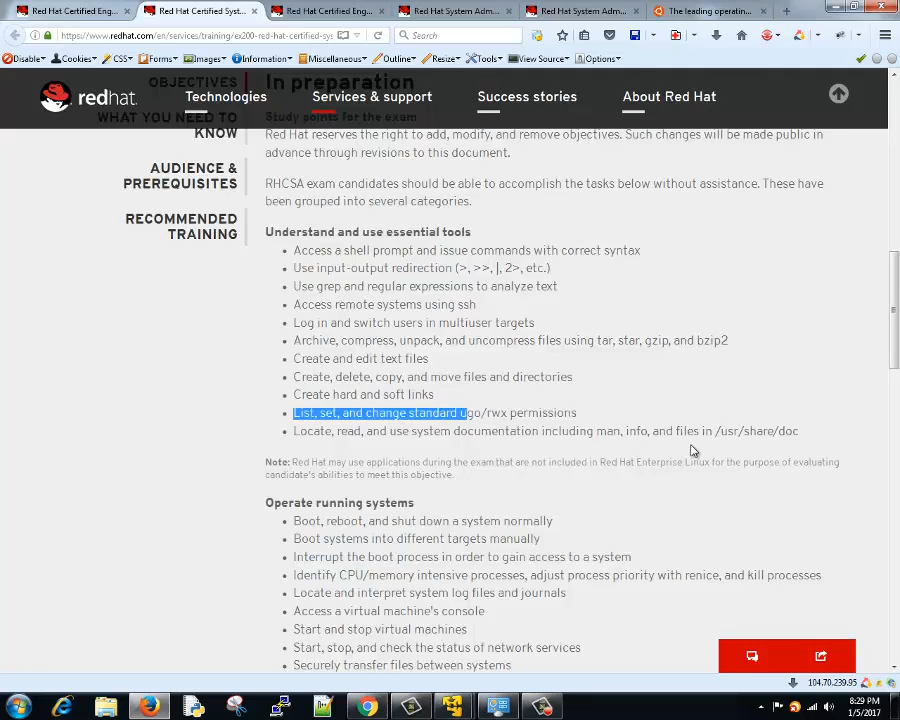 Red Hat Certified Eng...
Red Hat Certified Syst...
Red Hat Certified Eng...
Red Hat System Adm...
Red Hat System Adm...
The leading operatin...
https://www.redhat.com/en/services/training/ex200-red-hat-certified-sys
Search
Disable Cookies CSS Forms Images Information Miscellaneous Outline Resize Tools View Source Options
redhat.
Technologies Services & support Success stories About Red Hat
OBJECTIVES
WHAT YOU NEED TO
KNOW
AUDIENCE &
PREREQUISITES
RECOMMENDED
TRAINING
In preparation
Study points for the exam
Red Hat reserves the right to add, modify, and remove objectives. Such changes will be made public in
advance through revisions to this document.
RHCSA exam candidates should be able to accomplish the tasks below without assistance. These have
been grouped into several categories.
Understand and use essential tools
Access a shell prompt and issue commands with correct syntax
Use input-output redirection (>, >>, |, 2>, etc.)
Use grep and regular expressions to analyze text
Access remote systems using ssh
Log in and switch users in multiuser targets
Archive, compress, unpack, and uncompress files using tar, star, gzip, and bzip2
Create and edit text files
Create, delete, copy, and move files and directories
Create hard and soft links
List, set, and change standard ugo/rwx permissions
Locate, read, and use system documentation including man, info, and files in /usr/share/doc
Note: Red Hat may use applications during the exam that are not included in Red Hat Enterprise Linux for the purpose of evaluating
candidate's abilities to meet this objective.
Operate running systems
Boot, reboot, and shut down a system normally
Boot systems into different targets manually
Interrupt the boot process in order to gain access to a system
Identify CPU/memory intensive processes, adjust process priority with renice, and kill processes
Locate and interpret system log files and journals
Access a virtual machine's console
Start and stop virtual machines
Start, stop, and check the status of network services
Securely transfer files between systems
104.70.239.95
8:29 PM
1/5/2017